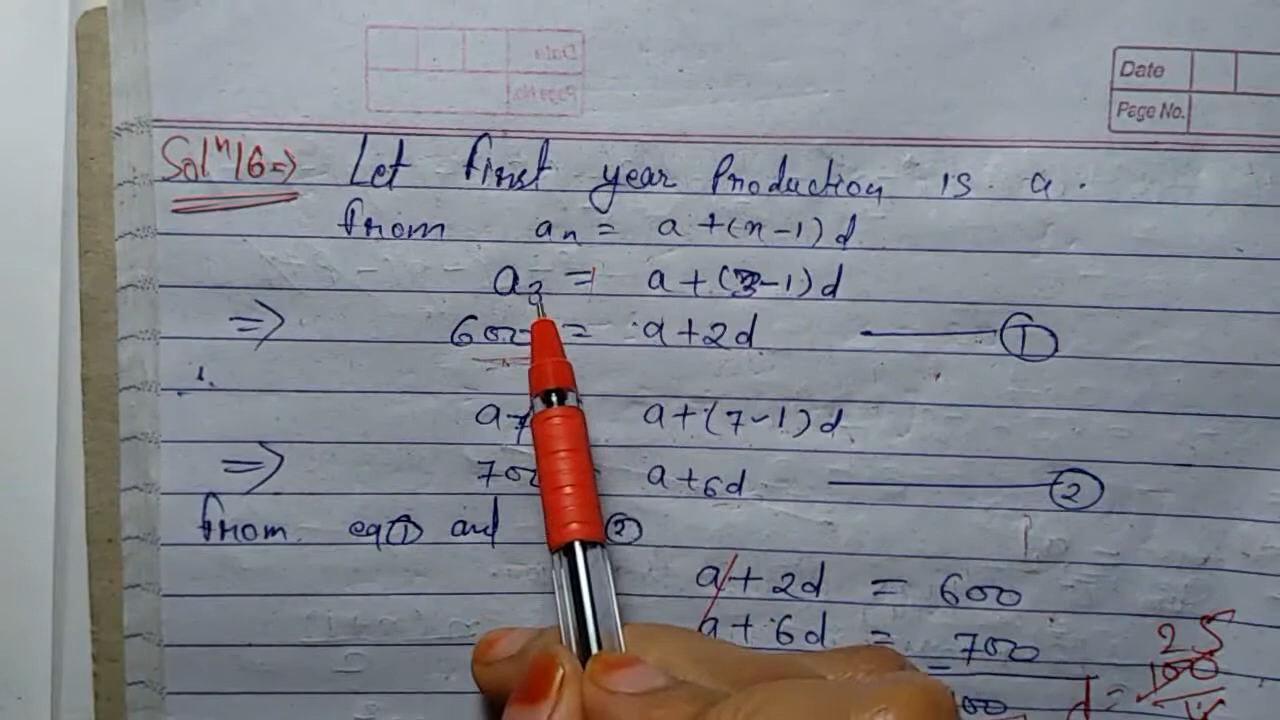 Date
Page No.
Solⁿ 16 => Let first year Production is a.
from aₙ = a + (n-1)d
a₃ = a + (3-1)d
=> 600 = a + 2d ——— ①
a7 a + (7-1)d
=> 700 = a + 6d ——— ②
from eq① and ②
a + 2d = 600
a + 6d = 700
25
100
d =